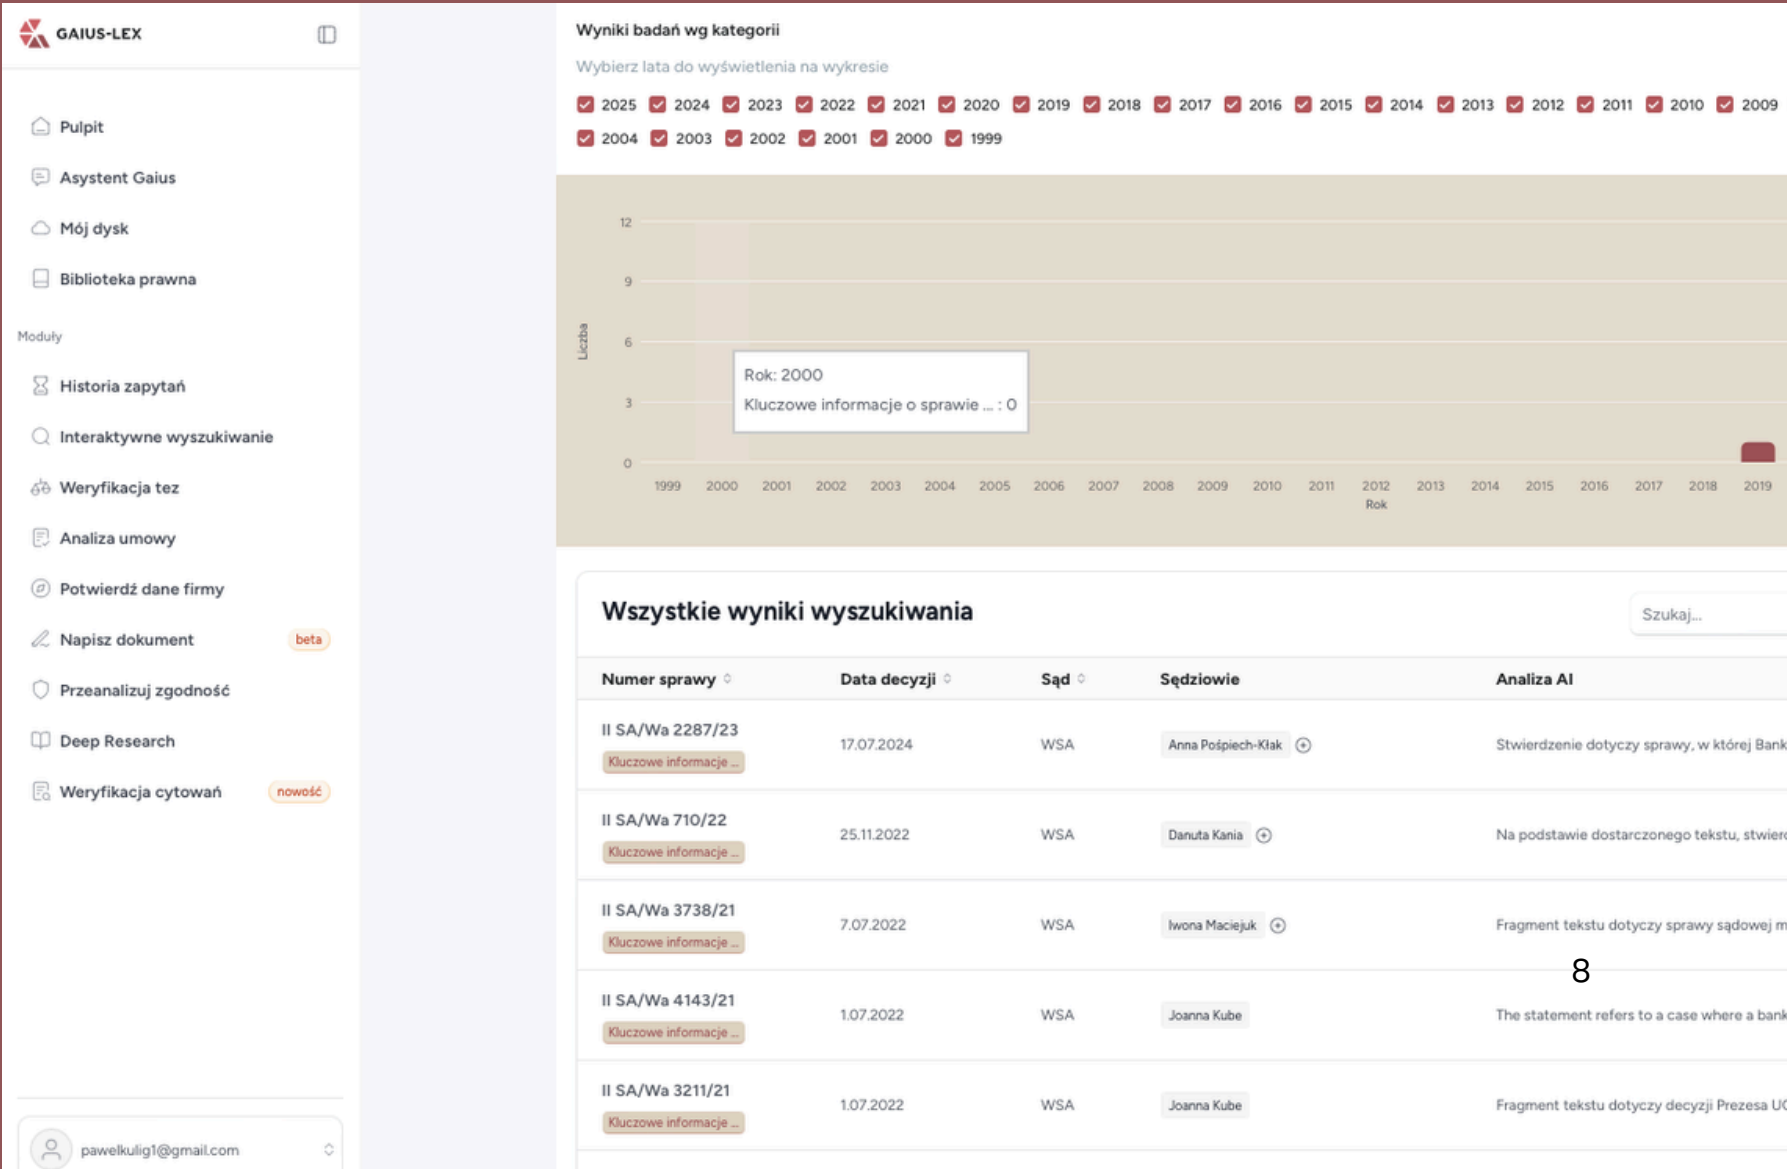 GAIUS-LEX
Pulpit
Asystent Gaius
Mój dysk
Biblioteka prawna
Moduły
Historia zapytań
Interaktywne wyszukiwanie
Weryfikacja tez
Analiza umowy
Potwierdź dane firmy
Napisz dokument beta
Przeanalizuj zgodność
Deep Research
Weryfikacja cytowań nowość
pawelkulig1@gmail.com
Wyniki badań wg kategorii
Wybierz lata do wyświetlenia na wykresie
2025 2024 2023 2022 2021 2020 2019 2018 2017 2016 2015 2014 2013 2012 2011 2010 2009
2004 2003 2002 2001 2000 1999
12
9
6
3
0
Liczba
Rok: 2000
Kluczowe informacje o sprawie ... : 0
1999 2000 2001 2002 2003 2004 2005 2006 2007 2008 2009 2010 2011 2012 2013 2014 2015 2016 2017 2018 2019
Rok
Wszystkie wyniki wyszukiwania
Szukaj...
Numer sprawy Data decyzji Sąd Sędziowie Analiza AI
II SA/Wa 2287/23
Kluczowe informacje ...
17.07.2024 WSA Anna Pośpiech-Kłak Stwierdzenie dotyczy sprawy, w której Bank
II SA/Wa 710/22
Kluczowe informacje ...
25.11.2022 WSA Danuta Kania Na podstawie dostarczonego tekstu,
II SA/Wa 3738/21
Kluczowe informacje ...
7.07.2022 WSA Iwona Maciejuk Fragment tekstu dotyczy sprawy sądowej
8
II SA/Wa 4143/21
Kluczowe informacje ...
1.07.2022 WSA Joanna Kube The statement refers to a case where a bank
II SA/Wa 3211/21
Kluczowe informacje ...
1.07.2022 WSA Joanna Kube Fragment tekstu dotyczy decyzji Prezesa